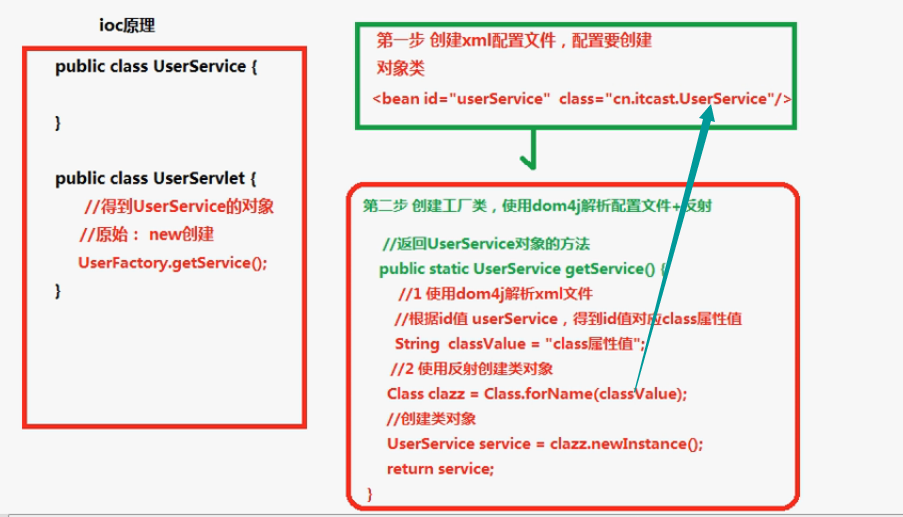 ioc原理
public class UserService {
}
public class UserServlet {
//得到UserService的对象
//原始： new创建
UserFactory.getService();
}
第一步 创建xml配置文件，配置要创建
对象类
<bean id="userService" class="cn.itcast.UserService"/>
第二步 创建工厂类，使用dom4j解析配置文件+反射
//返回UserService对象的方法
public static UserService getService() {
//1 使用dom4j解析xml文件
//根据id值 userService，得到id值对应class属性值
String classValue = "class属性值";
//2 使用反射创建类对象
Class clazz = Class.forName(classValue);
//创建类对象
UserService service = clazz.newInstance();
return service;
}